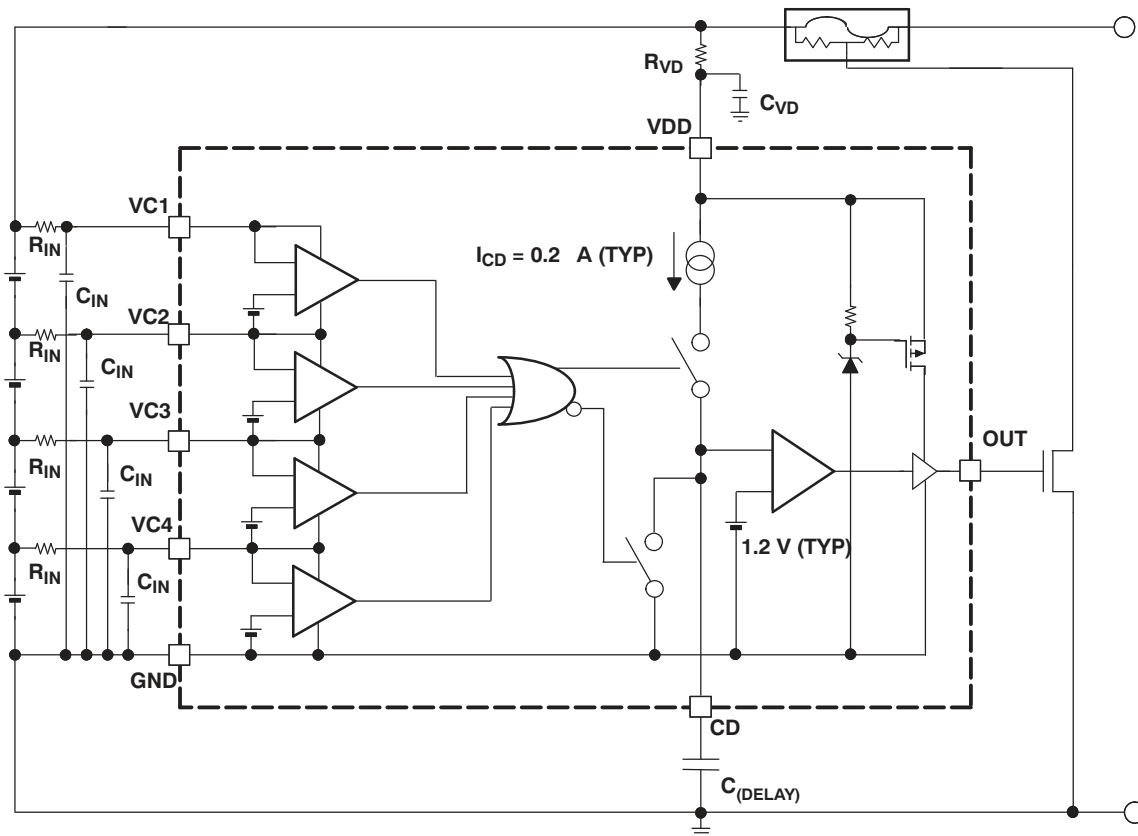 RVD
CVD
VDD
VC1
RIN
ICD = 0.2 A (TYP)
CIN
VC2
RIN
CIN
VC3
OUT
RIN
CIN
VC4
1.2 V (TYP)
RIN
CIN
GND
CD
C(DELAY)